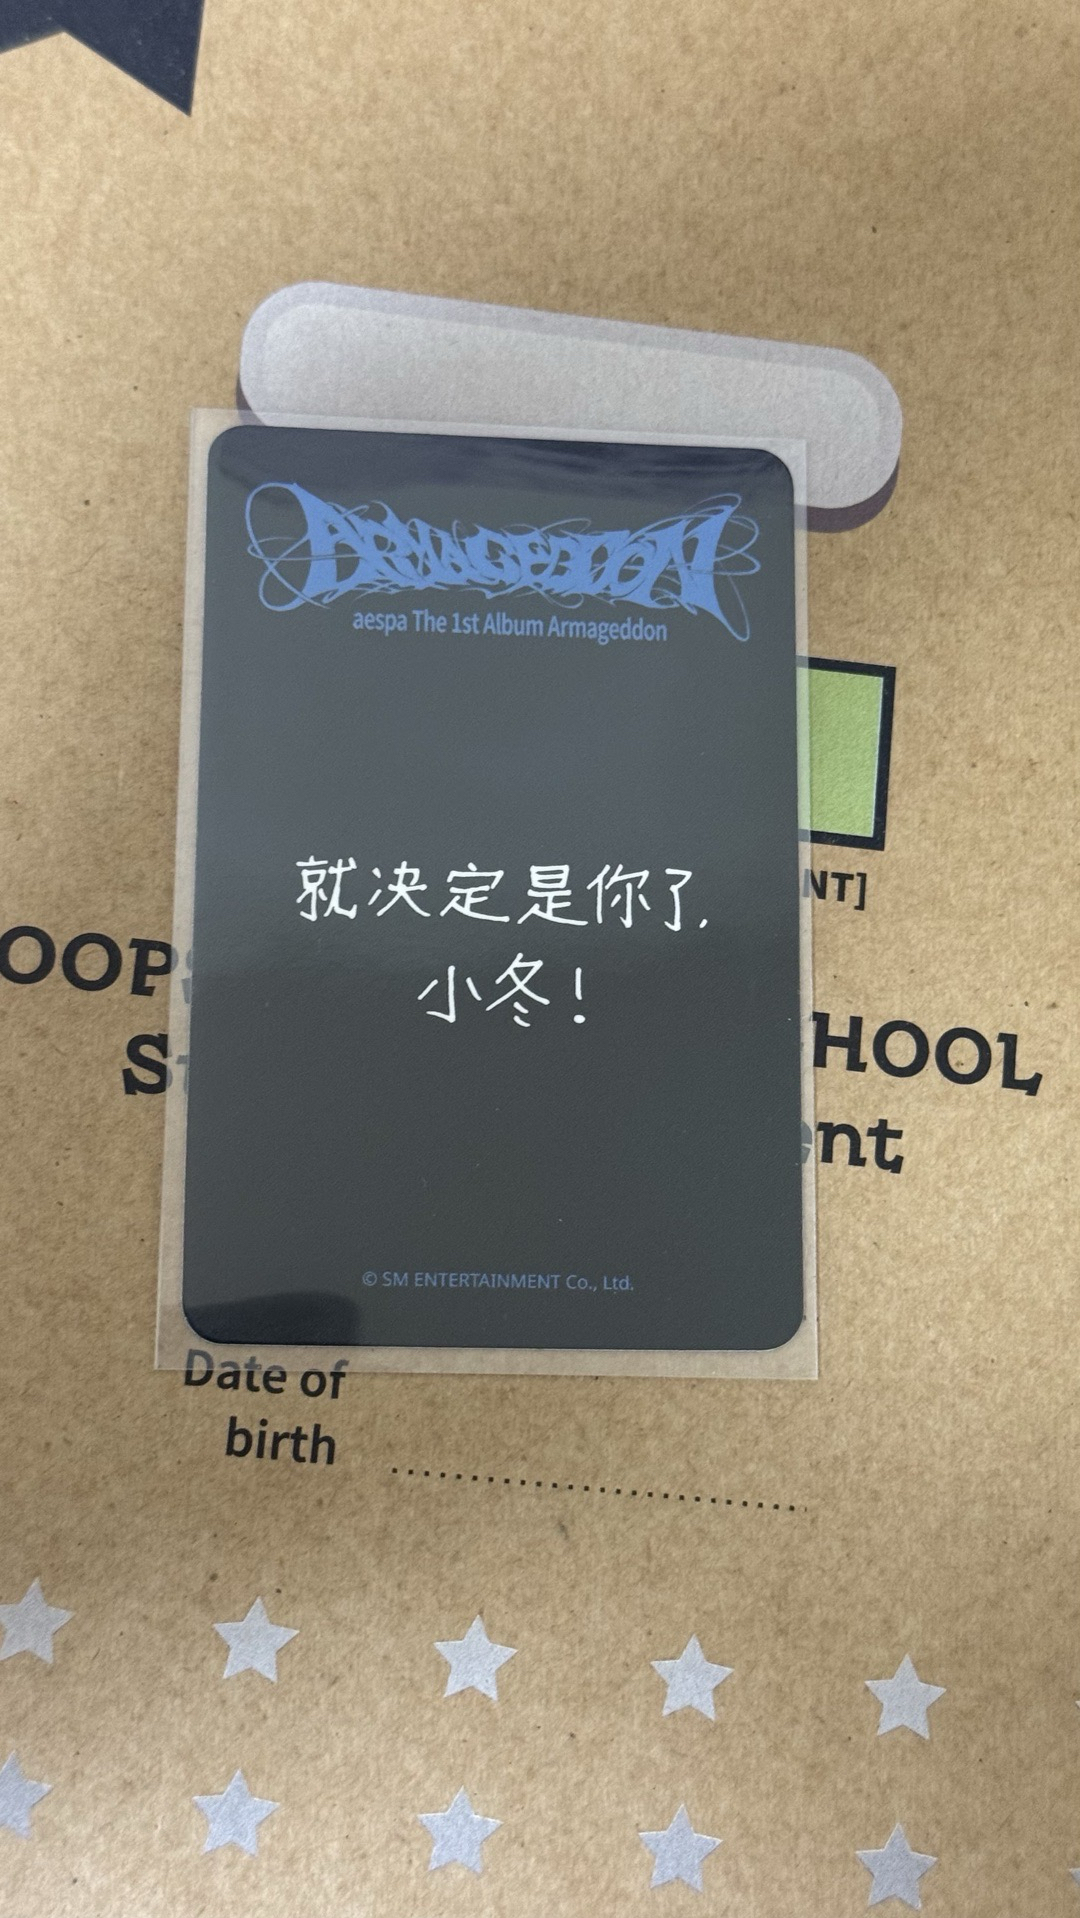 ARMAGEDDON
aespa The 1st Album Armageddon
就决定是你了.
小冬!
© SM ENTERTAINMENT Co., Ltd.
NT]
OOP
HOOL
S
nt
Date of
birth